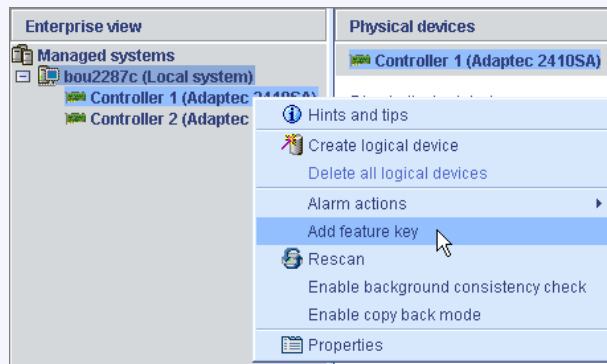 Enterprise view
Managed systems
bou2287c (Local system)
Controller 1 (Adaptec 2410SA)
Controller 2 (Adaptec
Physical devices
Controller 1 (Adaptec 2410SA)
Hints and tips
Create logical device
Delete all logical devices
Alarm actions
Add feature key
Rescan
Enable background consistency check
Enable copy back mode
Properties